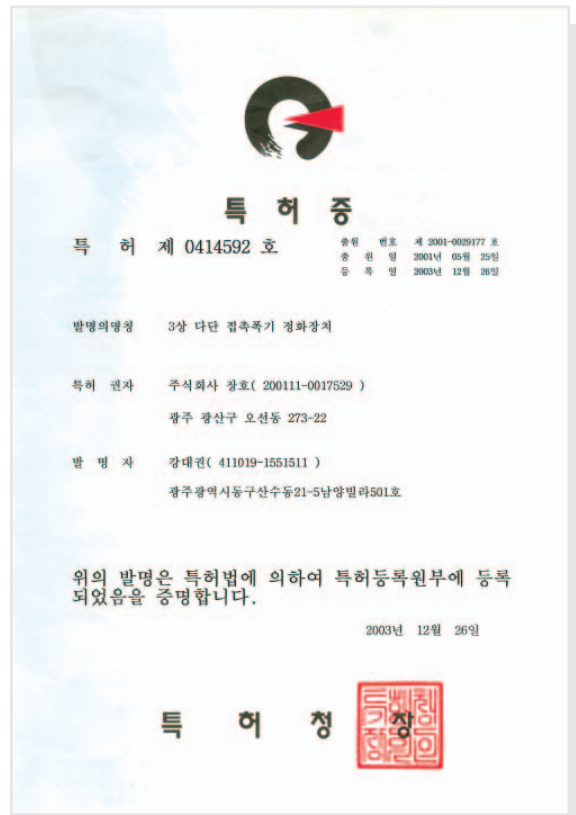 특허증
특 허 제 0414592 호
출원 번호 제 2001-0029177 호
출 원 일 2001년 05월 25일
등 록 일 2003년 12월 26일
발명의명칭 3상 다단 접촉폭기 정화장치
특허 권자 주식회사 장호( 200111-0017529 )
광주 광산구 오선동 273-22
발 명 자 강대권( 411019-1551511 )
광주광역시동구산수동21-5남양빌라501호
위의 발명은 특허법에 의하여 특허등록원부에 등록
되었음을 증명합니다.
2003년 12월 26일
특 허 청 장